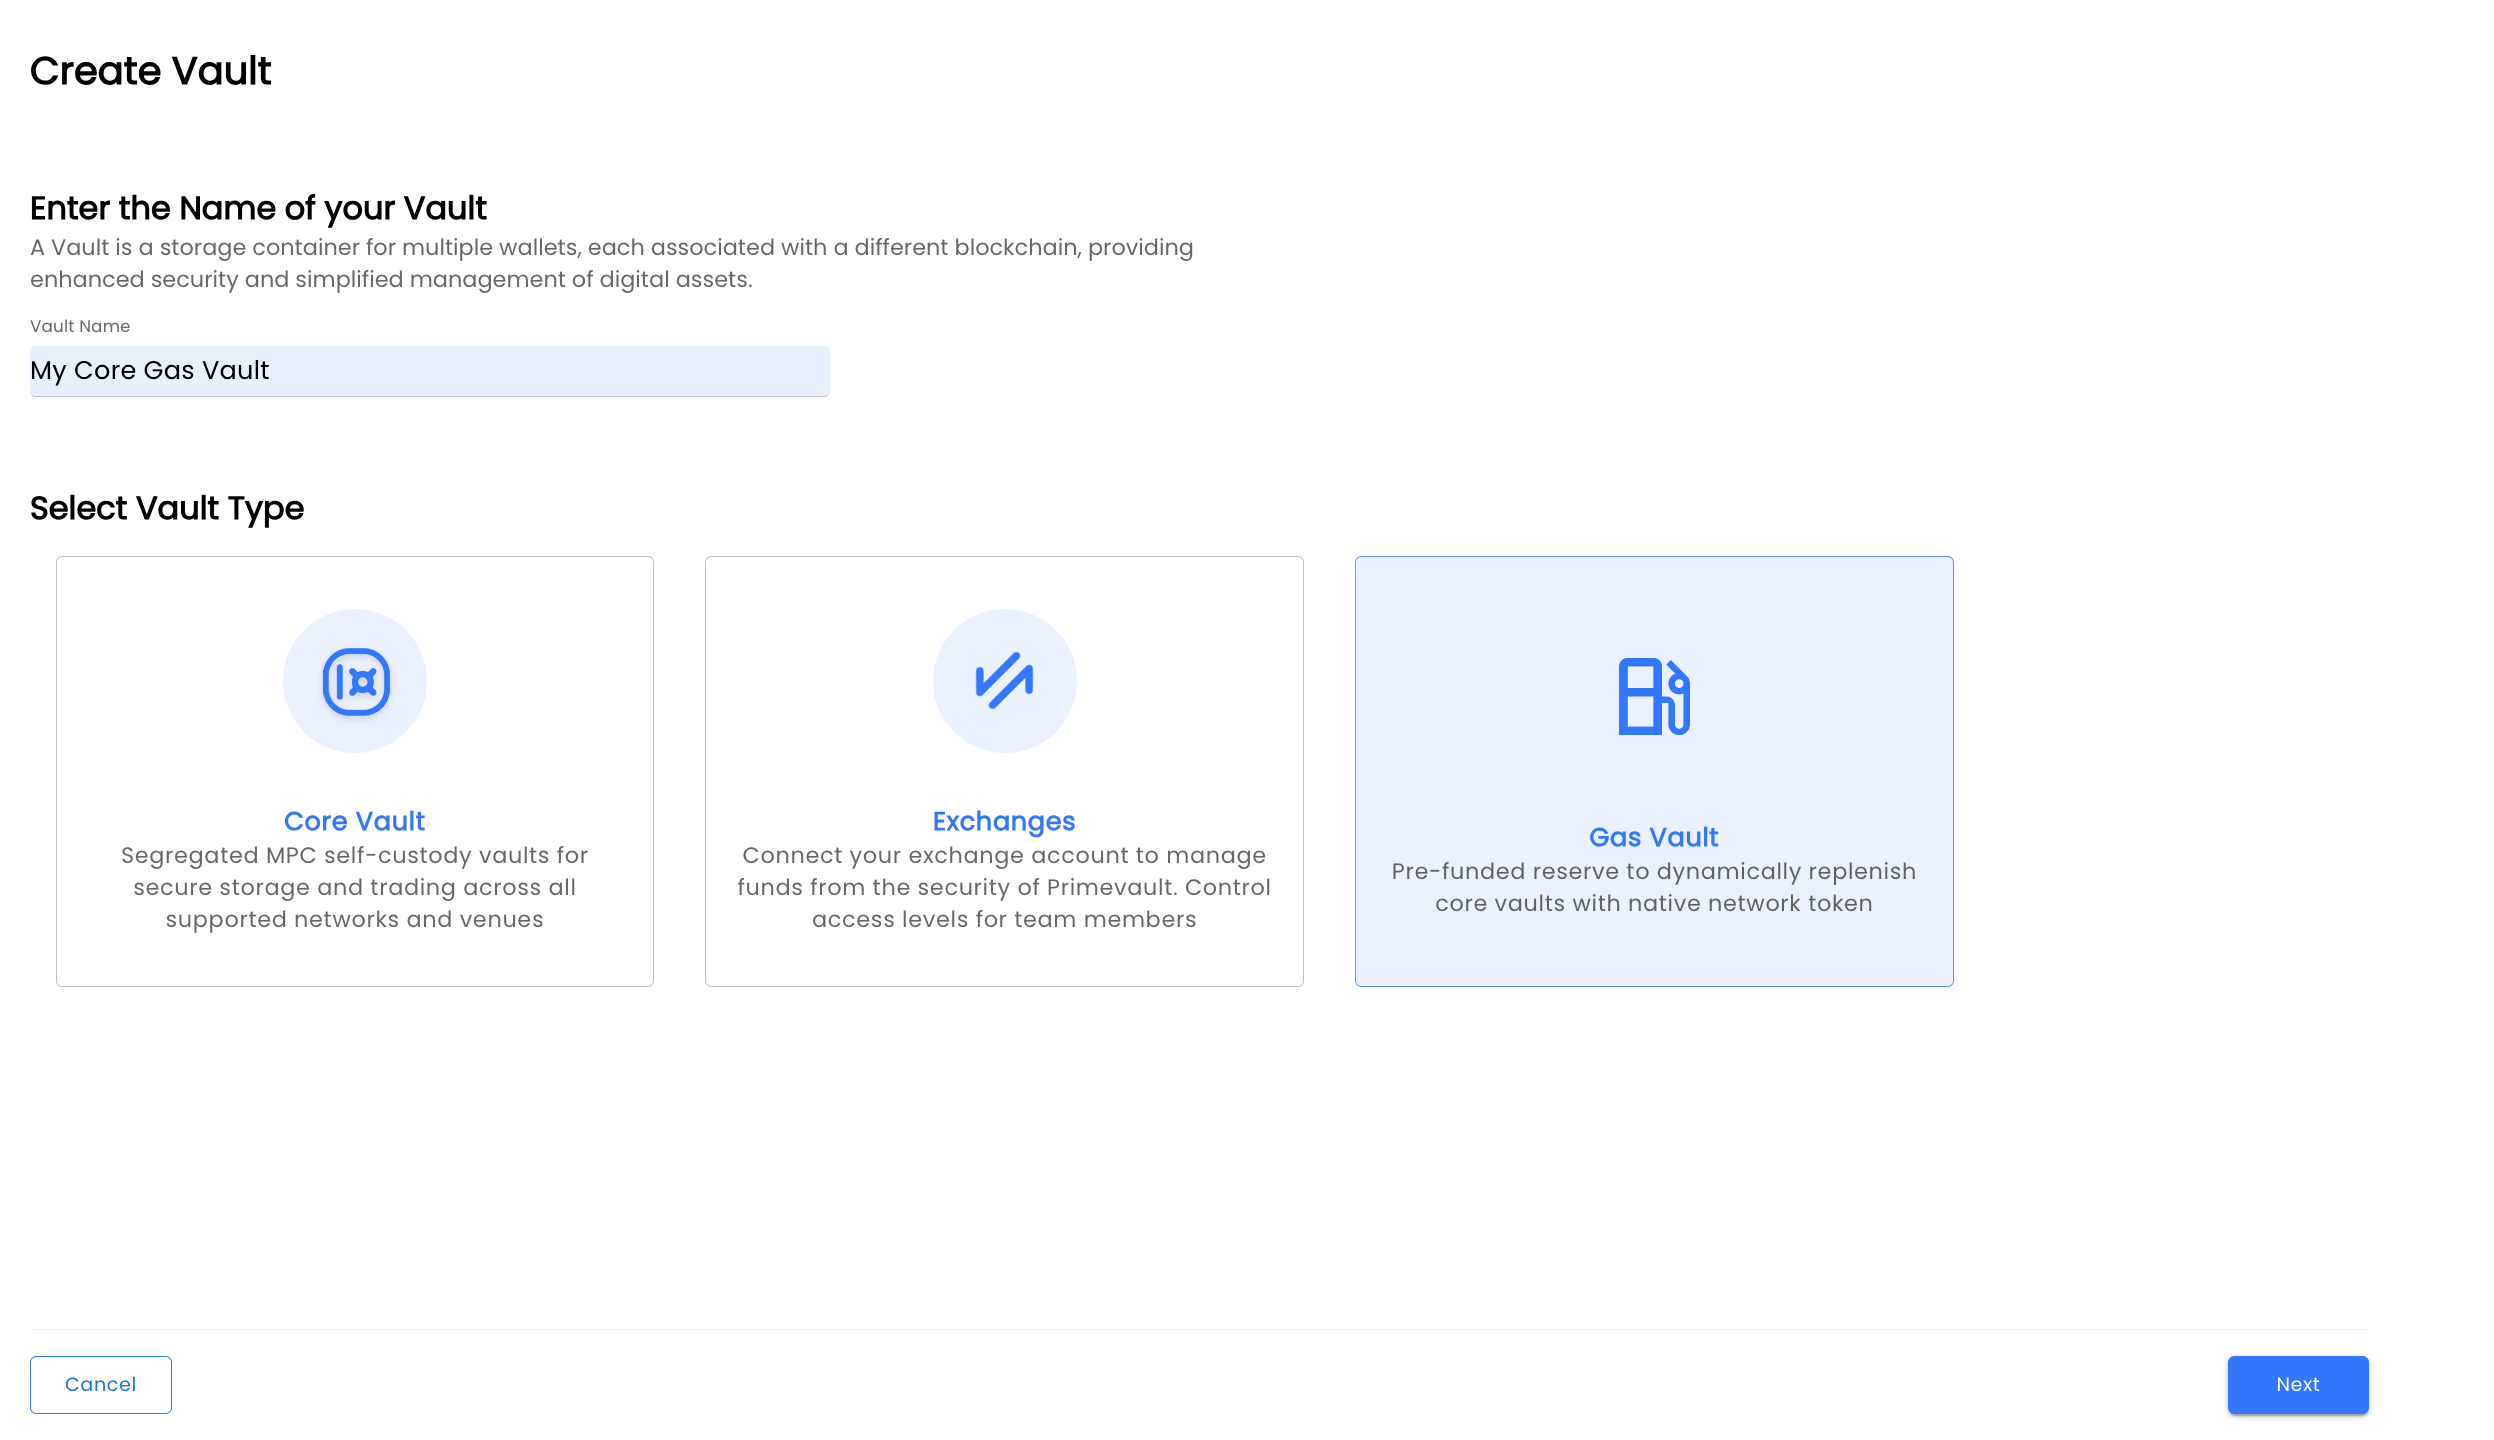 Create Vault
Enter the Name of your Vault
A Vault is a storage container for multiple wallets, each associated with a different blockchain, providing
enhanced security and simplified management of digital assets.
Vault Name
My Core Gas Vault
Select Vault Type
Core Vault
Segregated MPC self-custody vaults for
secure storage and trading across all
supported networks and venues
Exchanges
Connect your exchange account to manage
funds from the security of Primevault. Control
access levels for team members
Gas Vault
Pre-funded reserve to dynamically replenish
core vaults with native network token
Cancel
Next